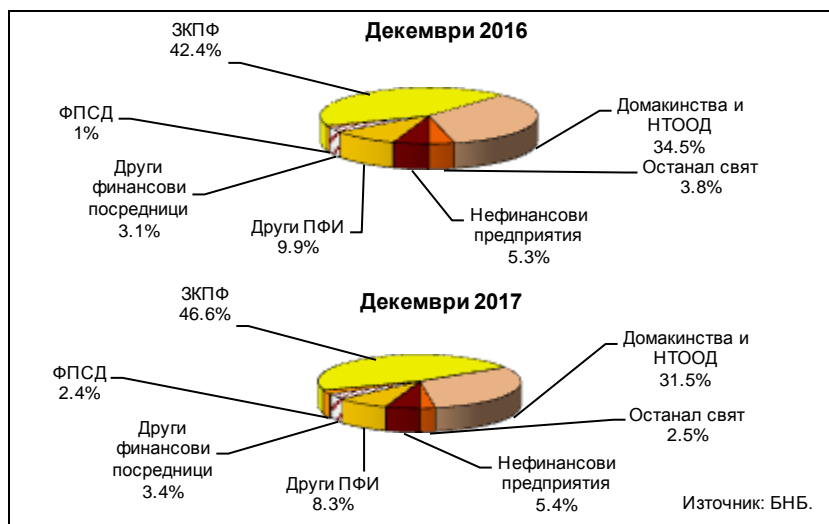 Декември 2016
ЗКПФ
42.4%
ФПСД
1%
Други
финансови
посредници
3.1%
Други ПФИ
9.9%
Нефинансови
предприятия
5.3%
Останал свят
3.8%
Домакинства и
НТООД
34.5%
Декември 2017
ЗКПФ
46.6%
ФПСД
2.4%
Други
финансови
посредници
3.4%
Други ПФИ
8.3%
Нефинансови
предприятия
5.4%
Останал свят
2.5%
Домакинства и
НТООД
31.5%
Източник: БНБ.